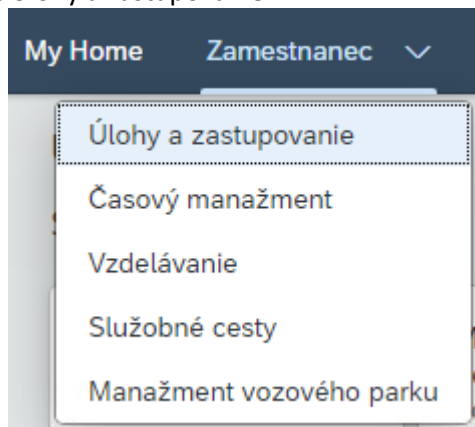 My Home Zamestnanec
Úlohy a zastupovanie
Časový manažment
Vzdelávanie
Služobné cesty
Manažment vozového parku